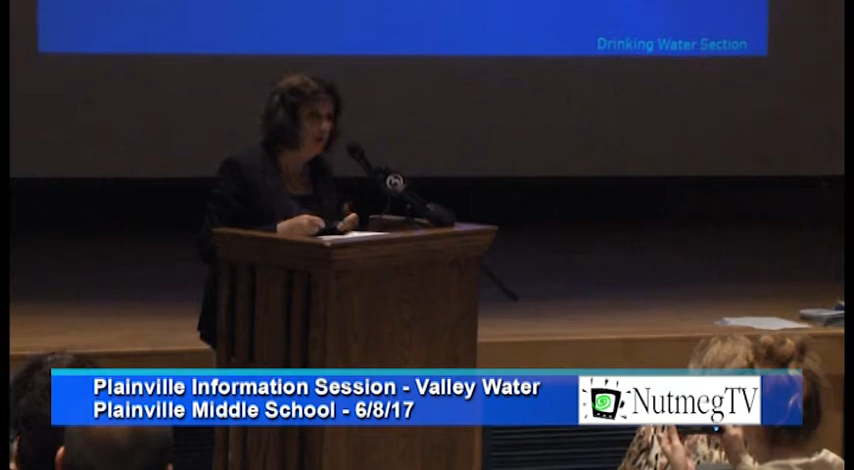 Drinking Water Section
Plainville Information Session - Valley Water
Plainville Middle School - 6/8/17
NutmegTV